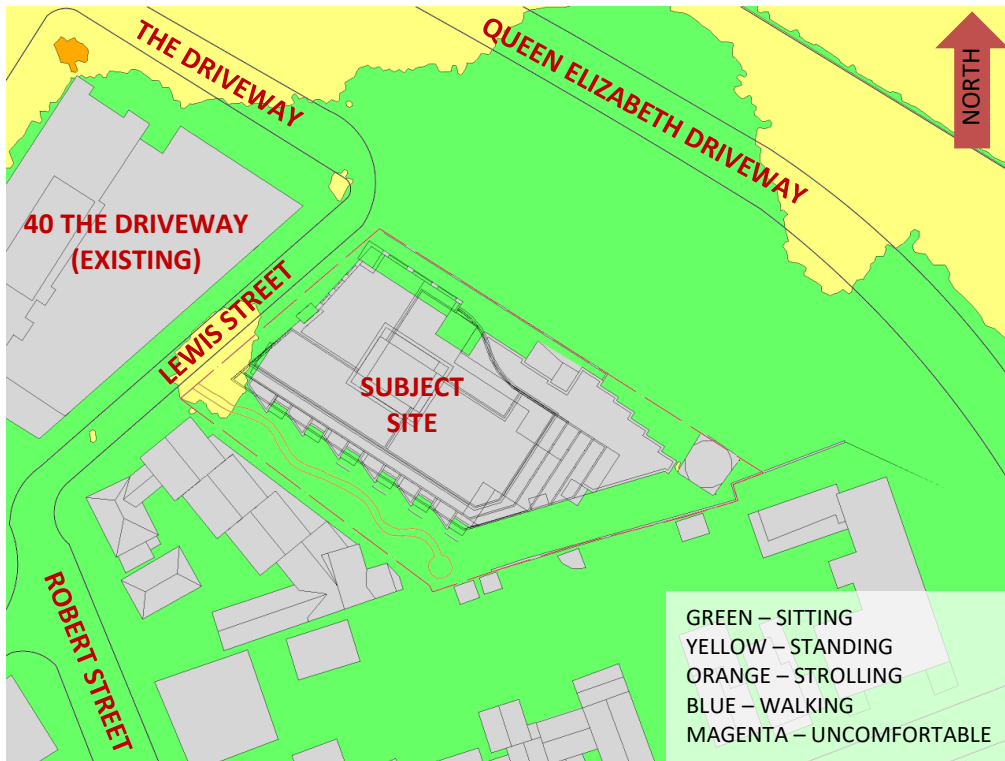 THE DRIVEWAY
QUEEN ELIZABETH DRIVEWAY
NORTH
40 THE DRIVEWAY
(EXISTING)
LEWIS STREET
SUBJECT
SITE
ROBERT STREET
GREEN – SITTING
YELLOW – STANDING
ORANGE – STROLLING
BLUE – WALKING
MAGENTA – UNCOMFORTABLE